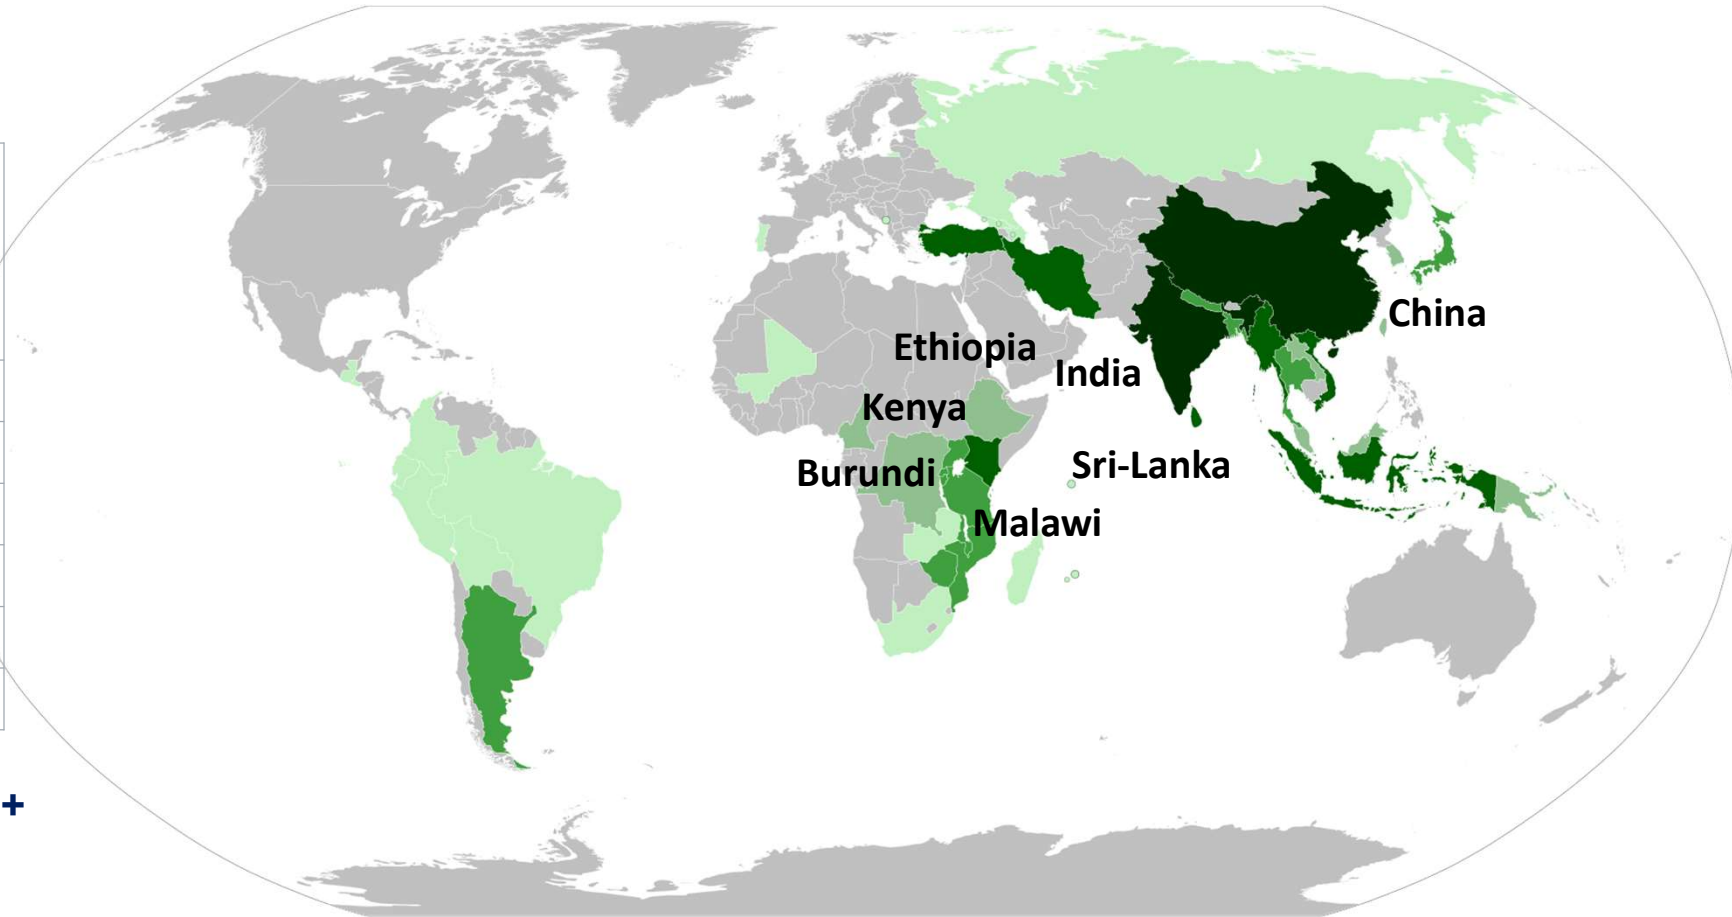 China
Ethiopia
India
Kenya
Burundi
Sri-Lanka
Malawi
+